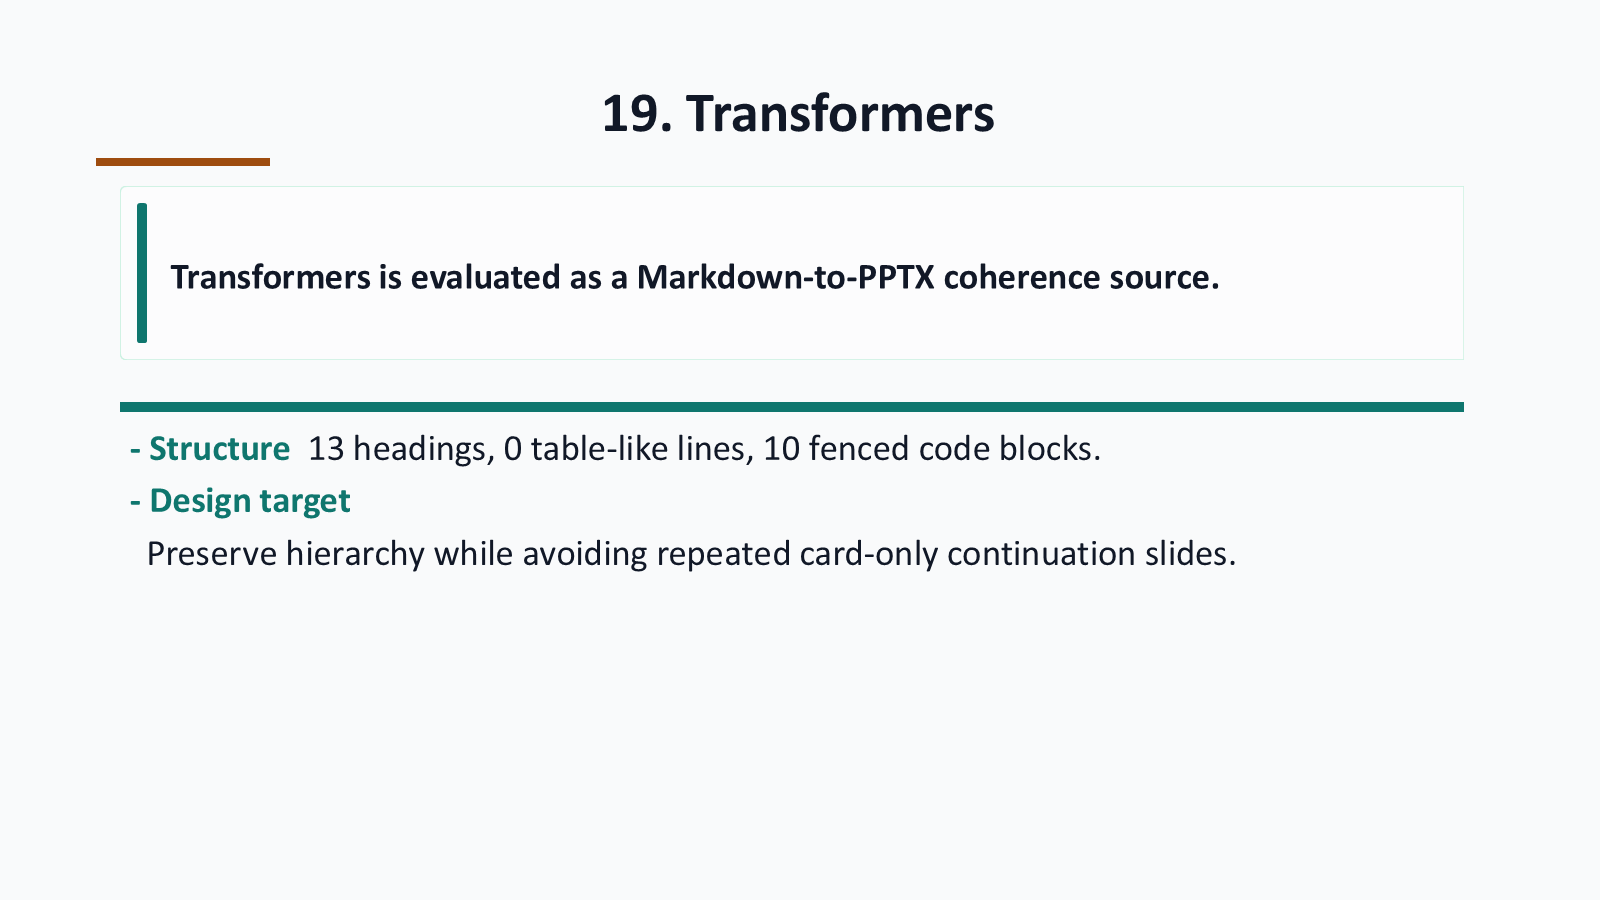 19. Transformers
Transformers is evaluated as a Markdown-to-PPTX coherence source.
- Structure  13 headings, 0 table-like lines, 10 fenced code blocks.
- Design target
Preserve hierarchy while avoiding repeated card-only continuation slides.